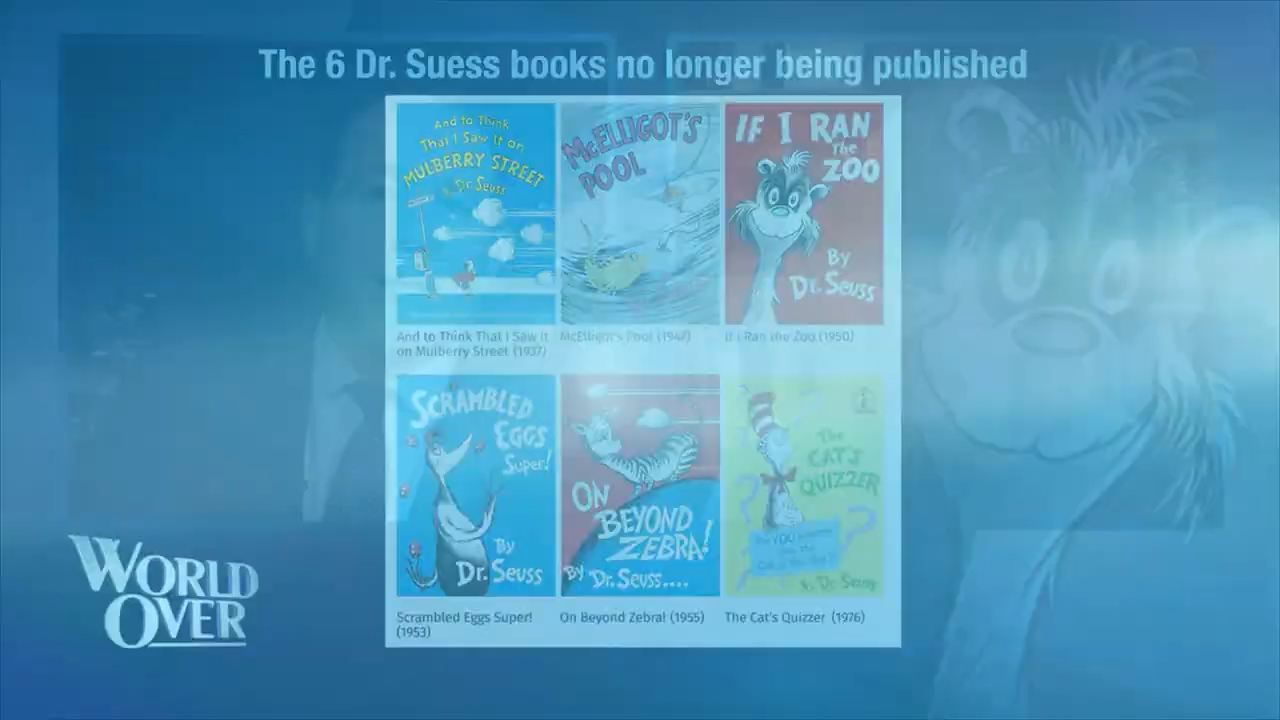 The 6 Dr. Suess books no longer being published
And to Think
That I Saw It on
MULBERRY STREET
By Dr. Seuss
McELLIGOT'S
POOL
IF I RAN
The
ZOO
By
Dr. Seuss
And to Think That I Saw It
on Mulberry Street (1937)
McElligot's Pool (1947)
If I Ran the Zoo (1950)
SCRAMBLED
EGGS
Super!
By
Dr. Seuss
ON
BEYOND
ZEBRA!
By Dr. Seuss....
The
CAT'S
QUIZZER
By Dr. Seuss
Scrambled Eggs Super!
(1953)
On Beyond Zebra! (1955)
The Cat's Quizzer (1976)
WORLD
OVER